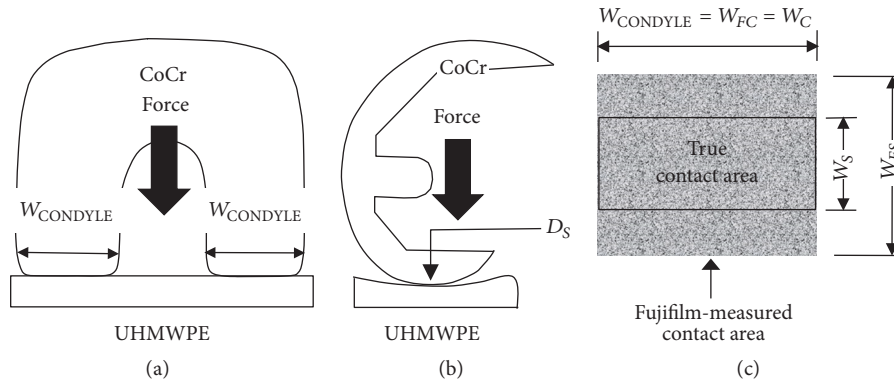 CoCr
Force
W_CONDYLE
W_CONDYLE
UHMWPE
(a)
CoCr
Force
D_S
UHMWPE
(b)
W_CONDYLE = W_FC = W_C
True
contact area
W_S
W_FS
Fujifilm-measured
contact area
(c)